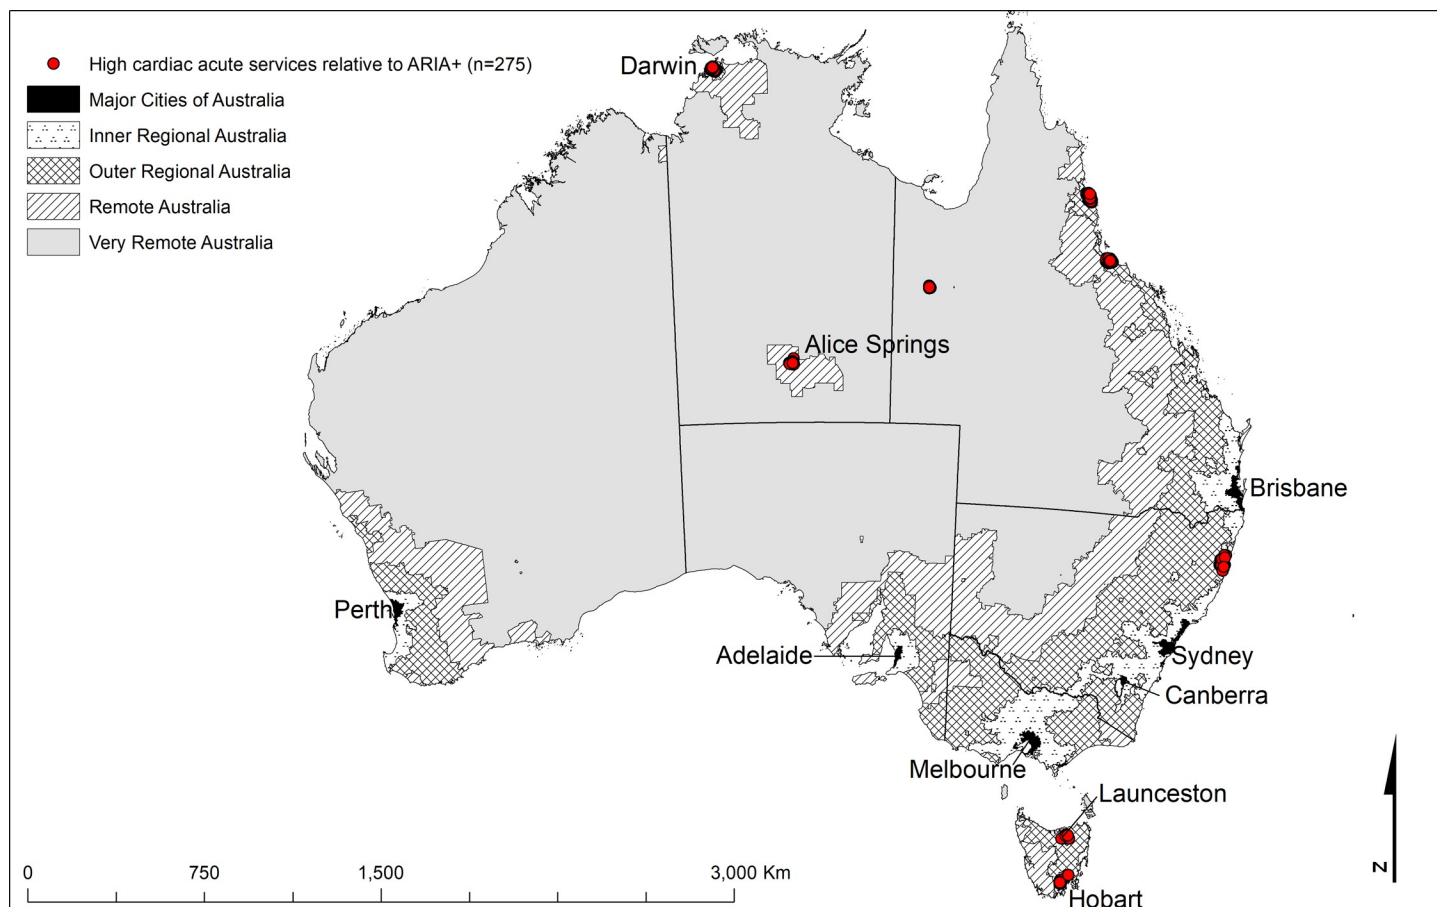 High cardiac acute services relative to ARIA+ (n=275)
Major Cities of Australia
Inner Regional Australia
Outer Regional Australia
Remote Australia
Very Remote Australia
Darwin
Alice Springs
Brisbane
Perth
Adelaide
Sydney
Canberra
Melbourne
Launceston
Hobart
0 750 1,500 3,000 Km
N